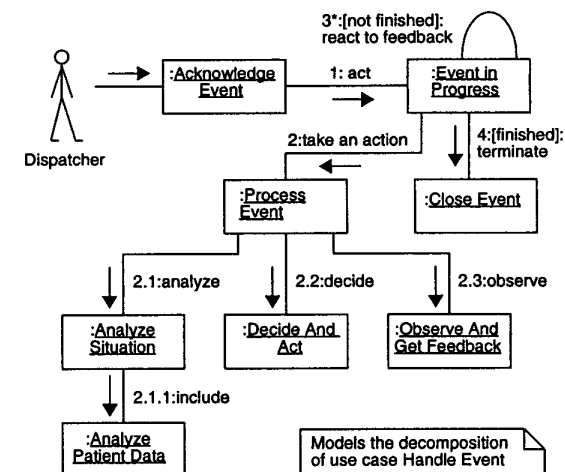 3*:[not finished]:
react to feedback
:Acknowledge
Event
1: act
:Event in
Progress
Dispatcher
2:take an action
4:[finished]:
terminate
:Process
Event
:Close Event
2.1:analyze
2.2:decide
2.3:observe
:Analyze
Situation
:Decide And
Act
:Observe And
Get Feedback
2.1.1:include
:Analyze
Patient Data
Models the decomposition
of use case Handle Event